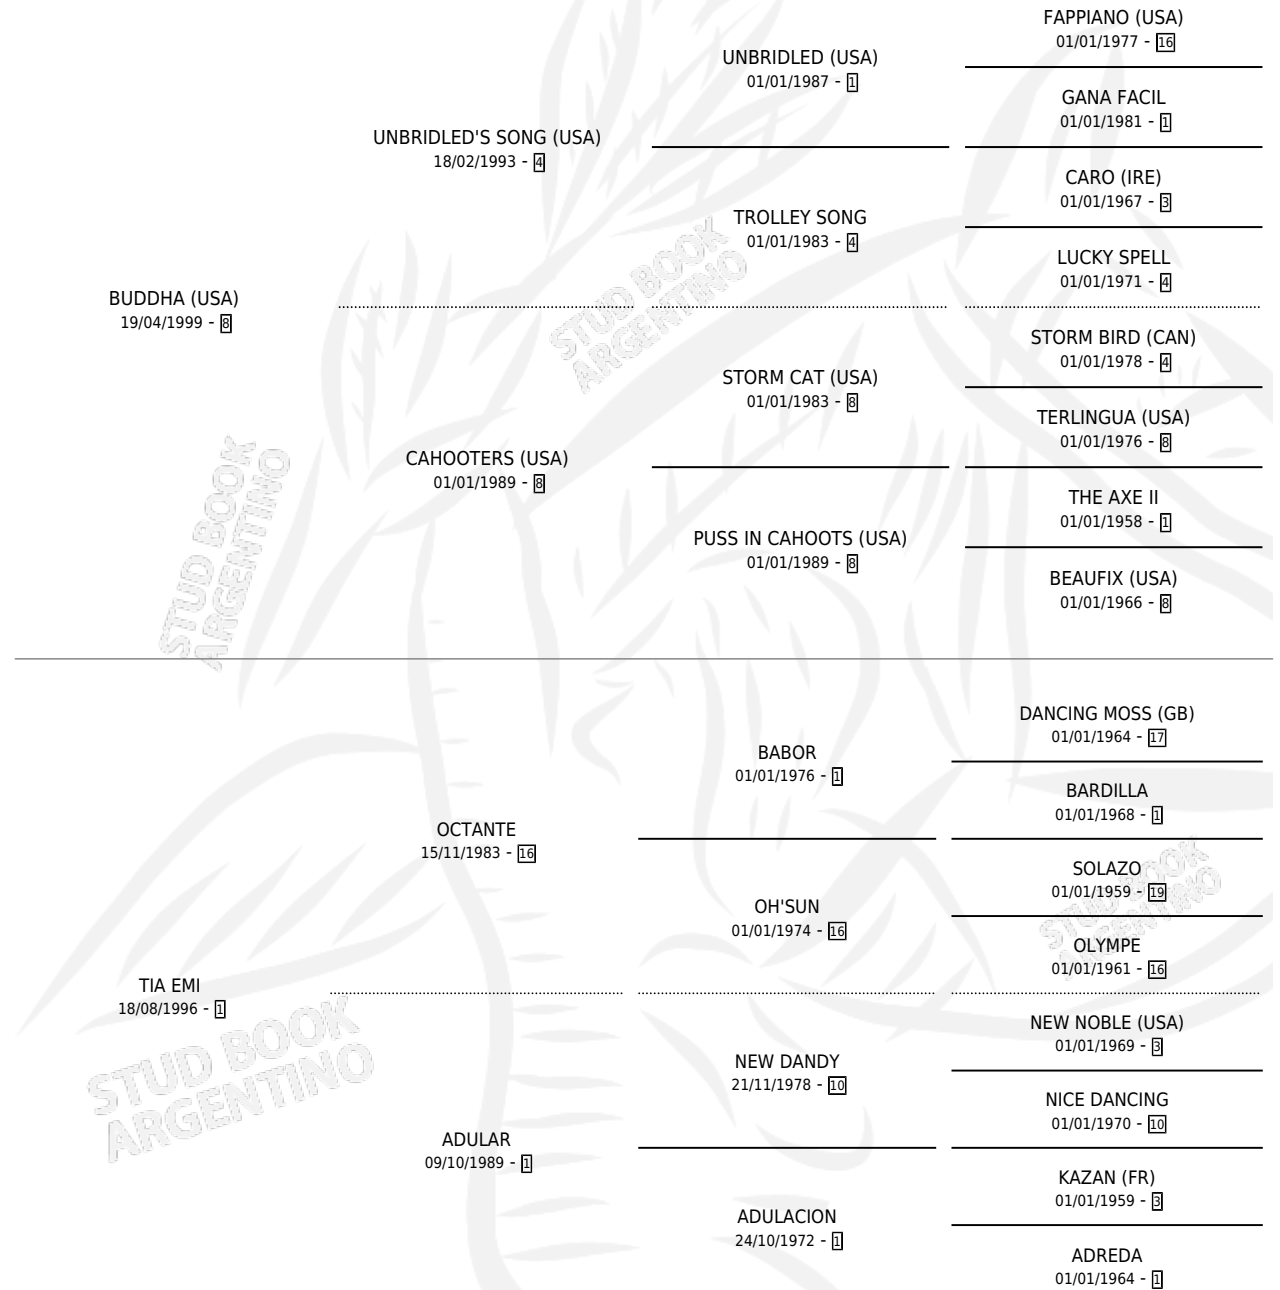 FAPPIANO (USA)
01/01/1977 - 16
UNBRIDLED (USA)
01/01/1987 - 1
GANA FACIL
01/01/1981 - 1
UNBRIDLED'S SONG (USA)
18/02/1993 - 4
CARO (IRE)
01/01/1967 - 3
TROLLEY SONG
01/01/1983 - 4
LUCKY SPELL
01/01/1971 - 4
BUDDHA (USA)
19/04/1999 - 8
STUD BOOK
ARGENTINO
STORM BIRD (CAN)
01/01/1978 - 4
STORM CAT (USA)
01/01/1983 - 8
TERLINGUA (USA)
01/01/1976 - 8
CAHOOTERS (USA)
01/01/1989 - 8
THE AXE II
01/01/1958 - 1
PUSS IN CAHOOTS (USA)
01/01/1989 - 8
BEAUFIX (USA)
01/01/1966 - 8
STUD BOOK
ARGENTINO
DANCING MOSS (GB)
01/01/1964 - 17
BABOR
01/01/1976 - 1
BARDILLA
01/01/1968 - 1
OCTANTE
15/11/1983 - 16
SOLAZO
01/01/1959 - 19
OH'SUN
01/01/1974 - 16
STUD BOOK
ARGENTINO
OLYMPE
01/01/1961 - 16
TIA EMI
18/08/1996 - 1
NEW NOBLE (USA)
01/01/1969 - 3
NEW DANDY
21/11/1978 - 10
STUD BOOK
ARGENTINO
NICE DANCING
01/01/1970 - 10
ADULAR
09/10/1989 - 1
KAZAN (FR)
01/01/1959 - 3
ADULACION
24/10/1972 - 1
ADREDA
01/01/1964 - 1